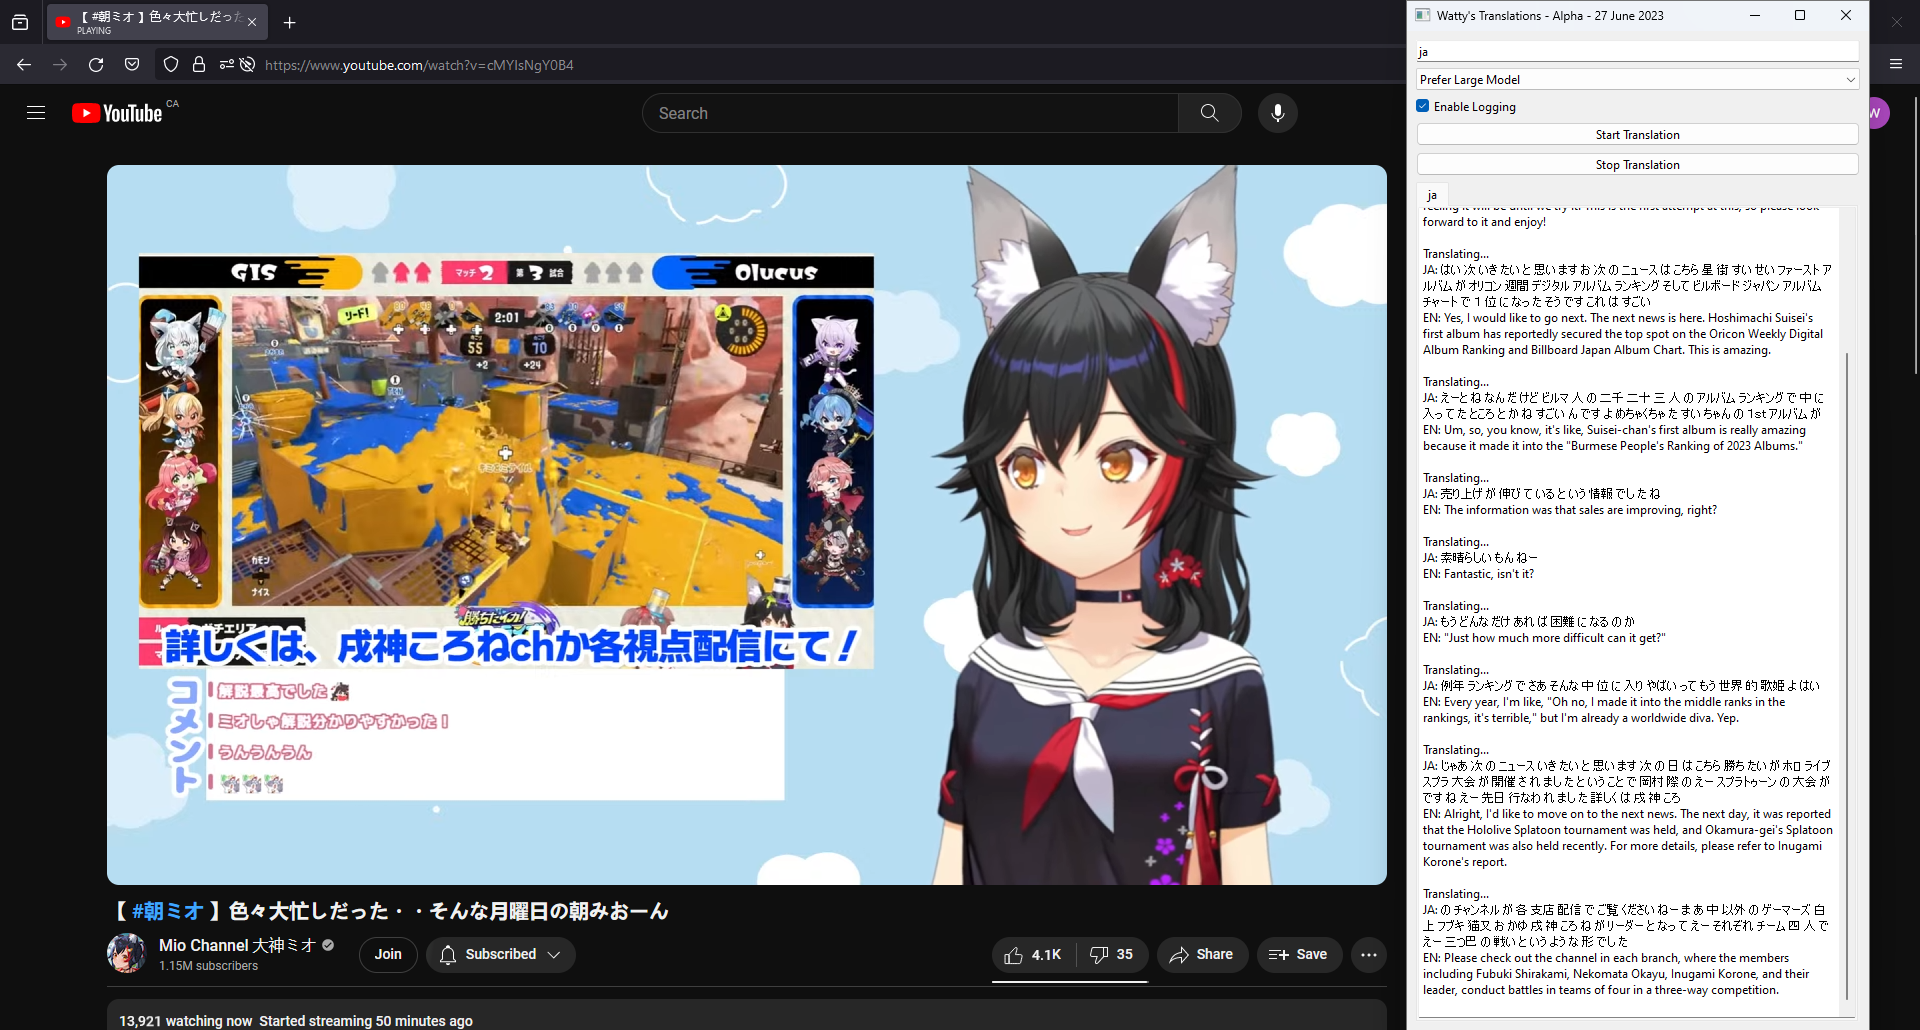 【 #朝ミオ 】色々大忙しだった
PLAYING
https://www.youtube.com/watch?v=cMYIsNgY0B4
YouTube CA
Search
GIS
マッチ 2
第 3 試合
Olucus
リード!
2:01
55
70
+2
+24
カモン
ナイス
詳しくは、戌神ころねchか各視点配信にて!
コメント
解説最高でした
ミオしゃ解説分かりやすかった!
うんうんうん
【 #朝ミオ 】色々大忙しだった・・そんな月曜日の朝みおーん
Mio Channel 大神ミオ
1.15M subscribers
Join
Subscribed
4.1K
35
Share
Save
13,921 watching now Started streaming 50 minutes ago
W
Watty's Translations - Alpha - 27 June 2023
ja
Prefer Large Model
Enable Logging
Start Translation
Stop Translation
ja
feeling it will be until we try it. This is the first attempt at this, so please look
forward to it and enjoy!
Translating...
JA: はい次いきたいと思いますお次のニュースはこちら星街すいせいファーストア
ルバムがオリコン週間デジタルアルバムランキングそしてビルボードジャパンアルバム
チャートで1位になったそうですこれはすごい
EN: Yes, I would like to go next. The next news is here. Hoshimachi Suisei's
first album has reportedly secured the top spot on the Oricon Weekly Digital
Album Ranking and Billboard Japan Album Chart. This is amazing.
Translating...
JA: えーとねなんだけどビルマ人の二千二十三人のアルバムランキングで中に
入ってたところとかねすごいんですよめちゃくちゃたすいちゃんの1stアルバムが
EN: Um, so, you know, it's like, Suisei-chan's first album is really amazing
because it made it into the "Burmese People's Ranking of 2023 Albums."
Translating...
JA: 売り上げが伸びているという情報でしたね
EN: The information was that sales are improving, right?
Translating...
JA: 素晴らしいもんねー
EN: Fantastic, isn't it?
Translating...
JA: もうどんなだけあれは困難になるのか
EN: "Just how much more difficult can it get?"
Translating...
JA: 例年ランキングでさあそんな中位に入りやばいってもう世界的歌姫よはい
EN: Every year, I'm like, "Oh no, I made it into the middle ranks in the
rankings, it's terrible," but I'm already a worldwide diva. Yep.
Translating...
JA: じゃあ次のニュースいきたいと思います次の日はこちら勝ちたいがホロライブ
スプラ大会が開催されましたということで岡村際のえースプラトゥーンの大会が
ですねえー先日行なわれました詳しくは戌神ころ
EN: Alright, I'd like to move on to the next news. The next day, it was reported
that the Hololive Splatoon tournament was held, and Okamura-gei's Splatoon
tournament was also held recently. For more details, please refer to Inugami
Korone's report.
Translating...
JA: のチャンネルが各支店配信でご覧くださいねーまあ中以外のゲーマーズ白
上フブキ猫又おかゆ戌神ころねがリーダーとなってえーそれぞれチーム四人で
えー三つ巴の戦いというような形でした
EN: Please check out the channel in each branch, where the members
including Fubuki Shirakami, Nekomata Okayu, Inugami Korone, and their
leader, conduct battles in teams of four in a three-way competition.